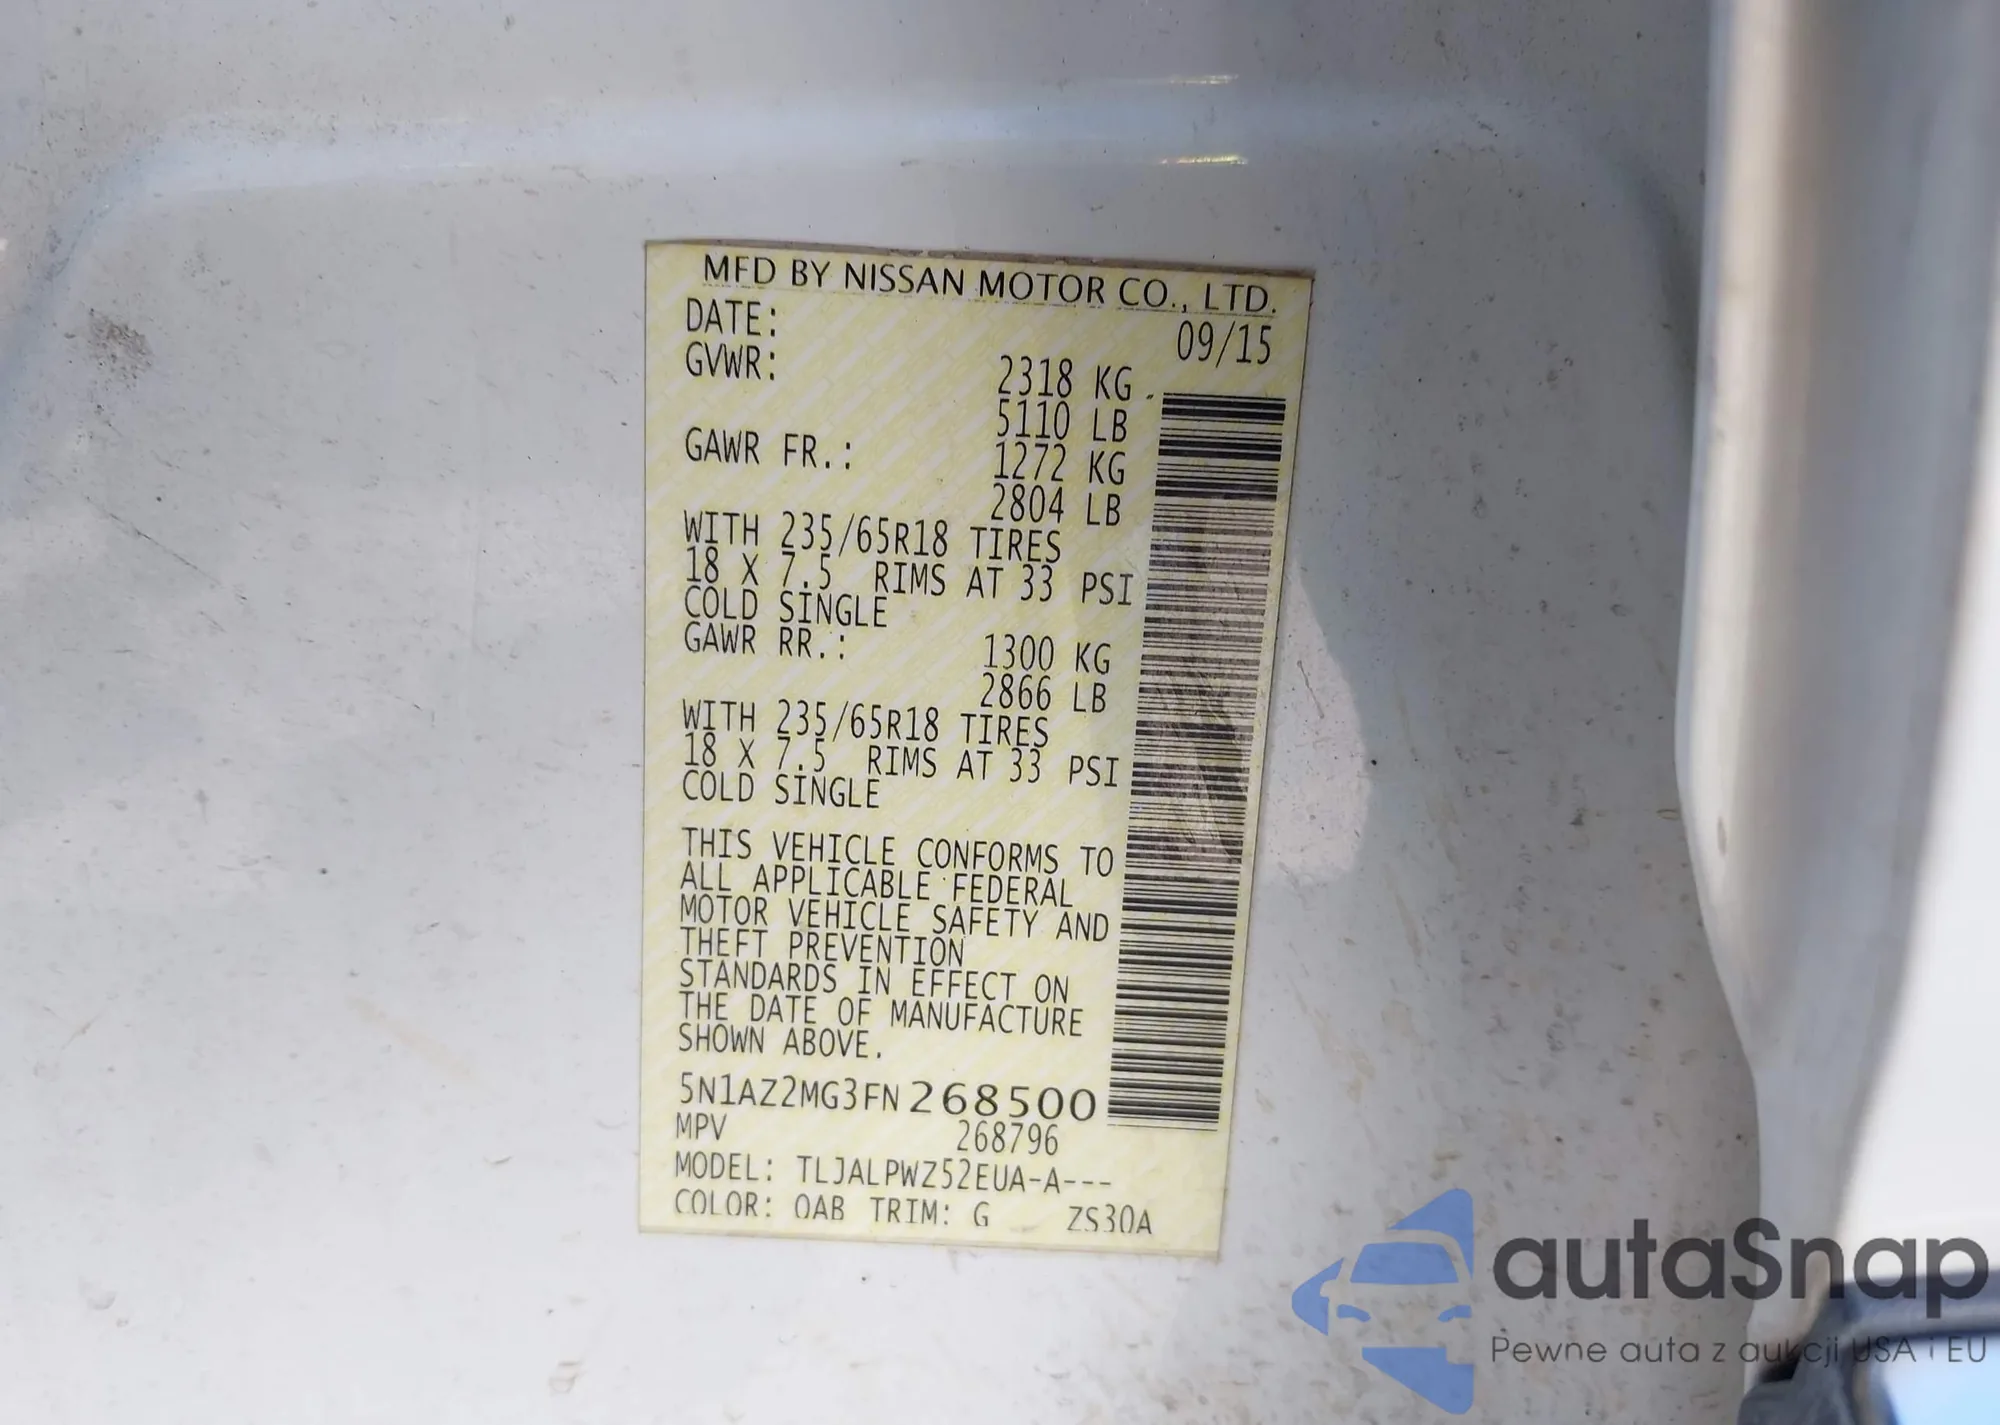 MFD BY NISSAN MOTOR CO., LTD.
DATE: 09/15
GVWR: 2318 KG
5110 LB
GAWR FR.: 1272 KG
2804 LB
WITH 235/65R18 TIRES
18 X 7.5 RIMS AT 33 PSI
COLD SINGLE
GAWR RR.: 1300 KG
2866 LB
WITH 235/65R18 TIRES
18 X 7.5 RIMS AT 33 PSI
COLD SINGLE
THIS VEHICLE CONFORMS TO
ALL APPLICABLE FEDERAL
MOTOR VEHICLE SAFETY AND
THEFT PREVENTION
STANDARDS IN EFFECT ON
THE DATE OF MANUFACTURE
SHOWN ABOVE.
5N1AZ2MG3FN268500
MPV 268796
MODEL: TLJALPWZ52EUA-A---
COLOR: QAB TRIM: G ZS30A
autaSnap
Pewne auta z aukcji USA i EU